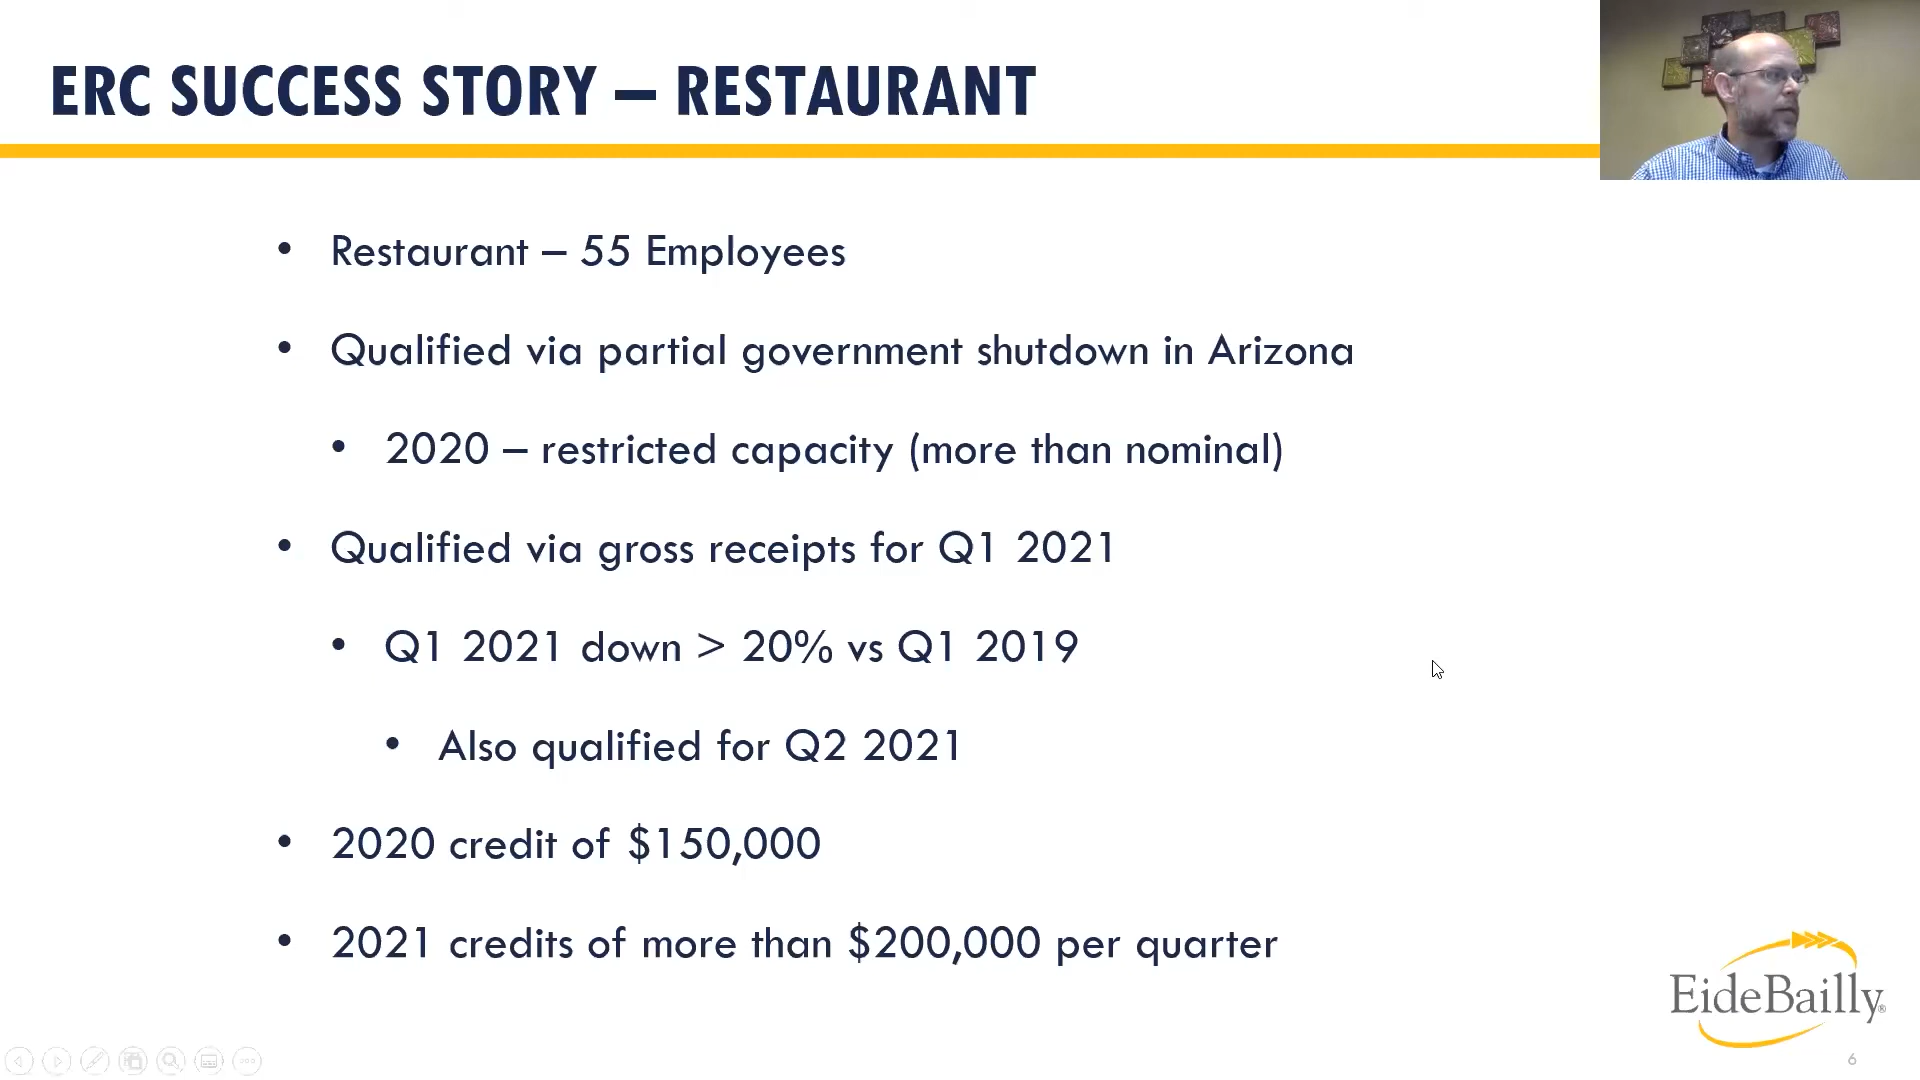 ERC SUCCESS STORY – RESTAURANT
• Restaurant – 55 Employees
• Qualified via partial government shutdown in Arizona
• 2020 – restricted capacity (more than nominal)
• Qualified via gross receipts for Q1 2021
• Q1 2021 down > 20% vs Q1 2019
• Also qualified for Q2 2021
• 2020 credit of $150,000
• 2021 credits of more than $200,000 per quarter
EideBailly®
6